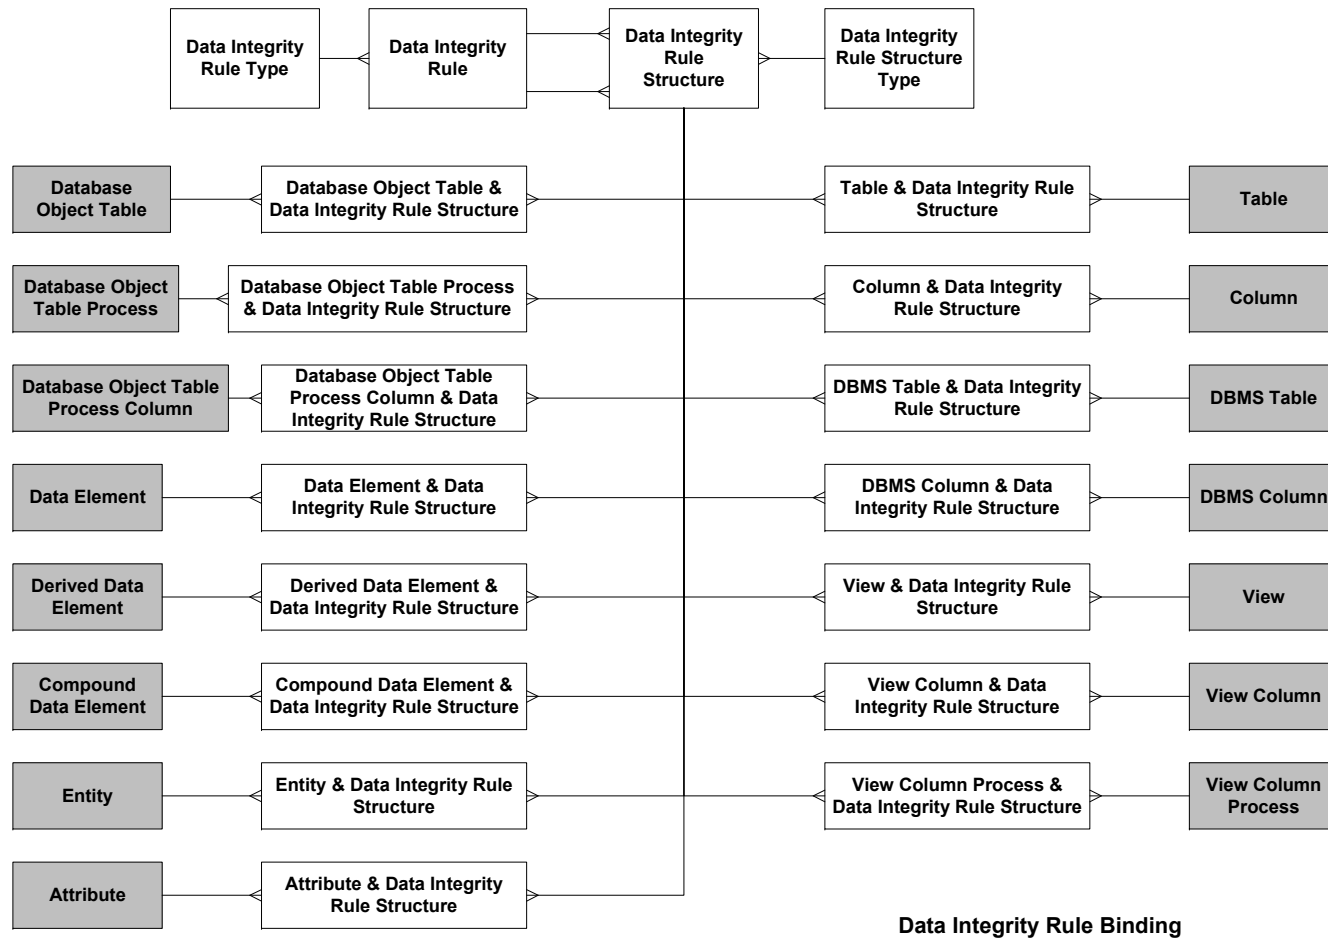 Data Integrity
Rule Type
Data Integrity
Rule
Data Integrity
Rule
Structure
Data Integrity
Rule Structure
Type
Database
Object Table
Database Object Table &
Data Integrity Rule Structure
Table & Data Integrity Rule
Structure
Table
Database Object
Table Process
Database Object Table Process
& Data Integrity Rule Structure
Column & Data Integrity
Rule Structure
Column
Database Object Table
Process Column
Database Object Table
Process Column & Data
Integrity Rule Structure
DBMS Table & Data Integrity
Rule Structure
DBMS Table
Data Element
Data Element & Data
Integrity Rule Structure
DBMS Column & Data
Integrity Rule Structure
DBMS Column
Derived Data
Element
Derived Data Element &
Data Integrity Rule Structure
View & Data Integrity Rule
Structure
View
Compound
Data Element
Compound Data Element &
Data Integrity Rule Structure
View Column & Data
Integrity Rule Structure
View Column
Entity
Entity & Data Integrity Rule
Structure
View Column Process &
Data Integrity Rule Structure
View Column
Process
Attribute
Attribute & Data Integrity
Rule Structure
Data Integrity Rule Binding